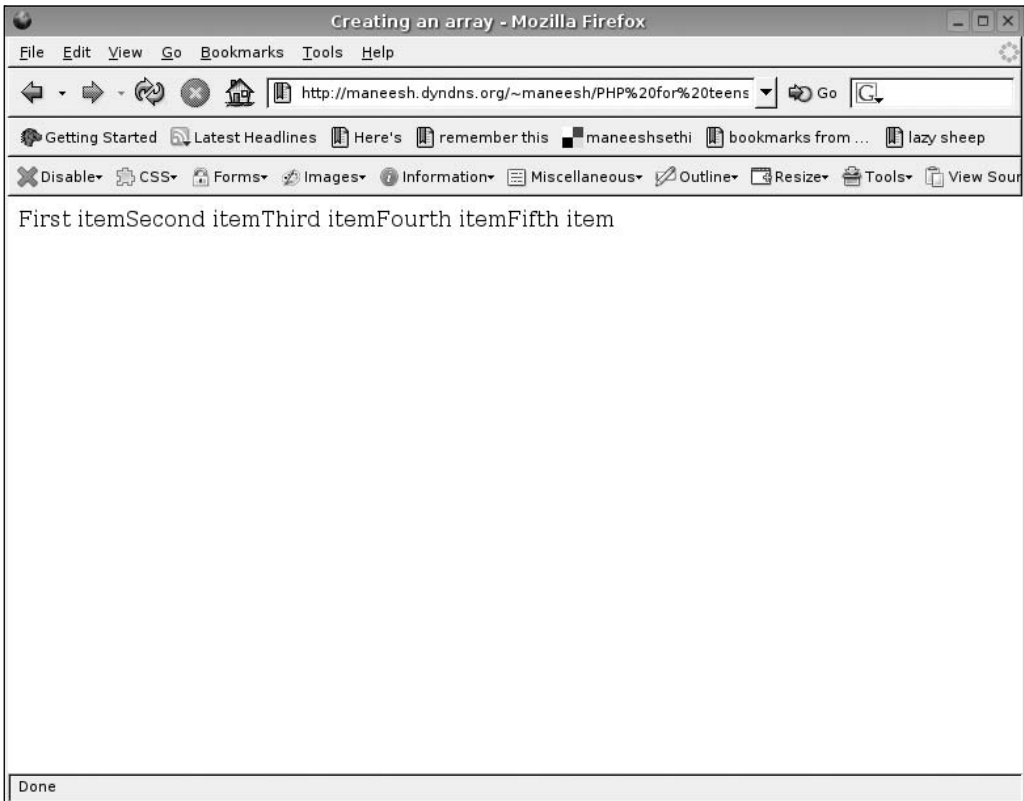 Creating an array - Mozilla Firefox
File Edit View Go Bookmarks Tools Help
http://maneesh.dyndns.org/~maneesh/PHP%20for%20teens Go G
Getting Started Latest Headlines Here's remember this maneeshsethi bookmarks from ... lazy sheep
Disable CSS Forms Images Information Miscellaneous Outline Resize Tools View Sour
First itemSecond itemThird itemFourth itemFifth item
Done